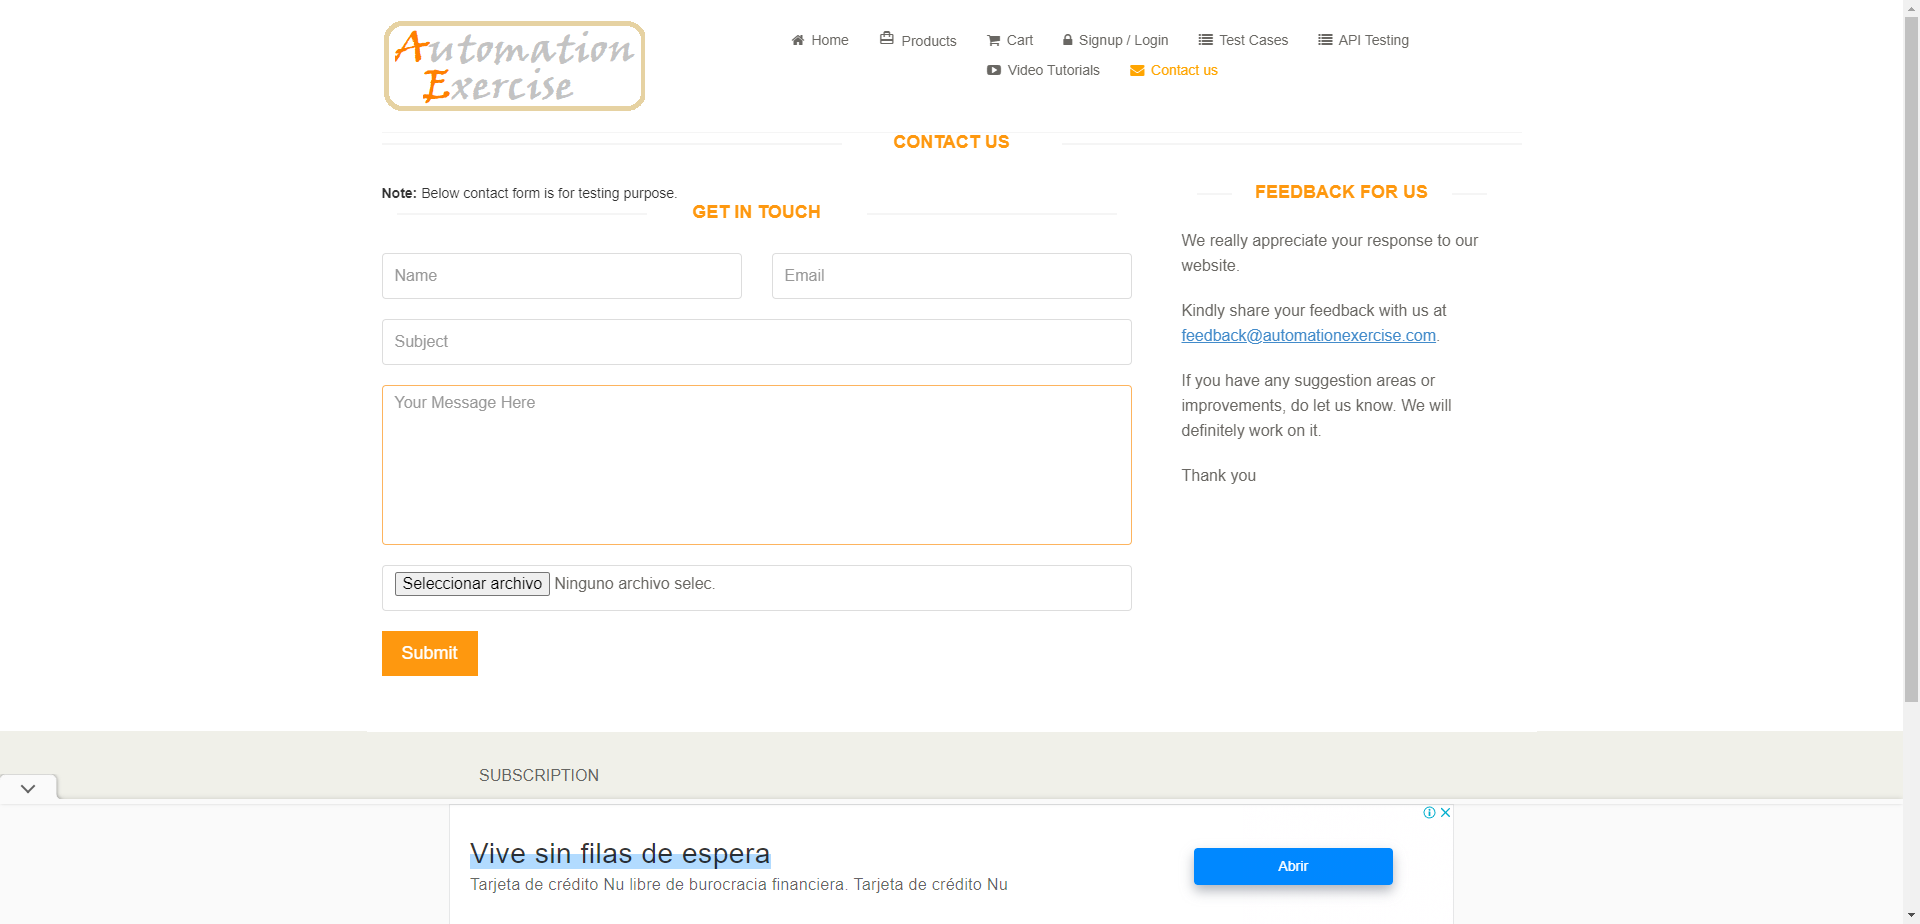 Automation
Exercise
Home
Products
Cart
Signup / Login
Test Cases
API Testing
Video Tutorials
Contact us
CONTACT US
Note: Below contact form is for testing purpose.
GET IN TOUCH
Name
Email
Subject
Your Message Here
Seleccionar archivo Ninguno archivo selec.
Submit
FEEDBACK FOR US
We really appreciate your response to our
website.
Kindly share your feedback with us at
feedback@automationexercise.com.
If you have any suggestion areas or
improvements, do let us know. We will
definitely work on it.
Thank you
SUBSCRIPTION
Vive sin filas de espera
Tarjeta de crédito Nu libre de burocracia financiera. Tarjeta de crédito Nu
Abrir